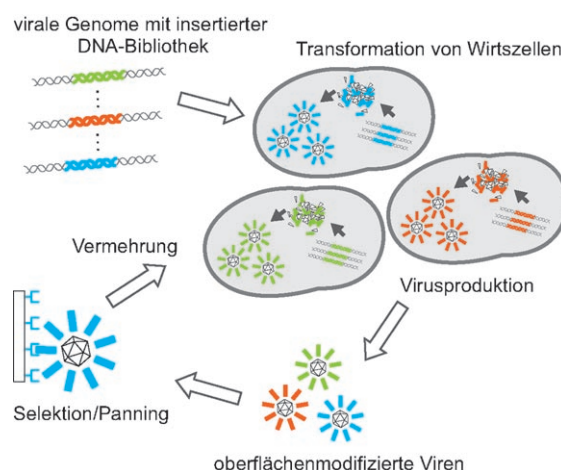 virale Genome mit insertierter
DNA-Bibliothek
Transformation von Wirtszellen
Vermehrung
Virusproduktion
Selektion/Panning
oberflächenmodifizierte Viren